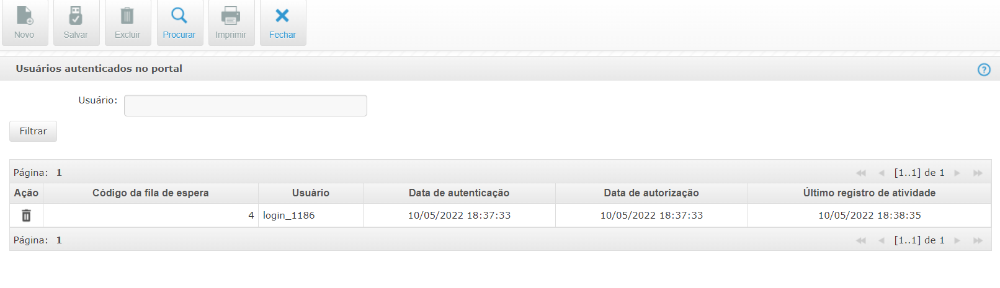 Novo Salvar Excluir Procurar Imprimir Fechar
Usuários autenticados no portal
Usuário:
Filtrar
Página: 1 [1..1] de 1
Ação Código da fila de espera Usuário Data de autenticação Data de autorização Último registro de atividade
4 login_1186 10/05/2022 18:37:33 10/05/2022 18:37:33 10/05/2022 18:38:35
Página: 1 [1..1] de 1